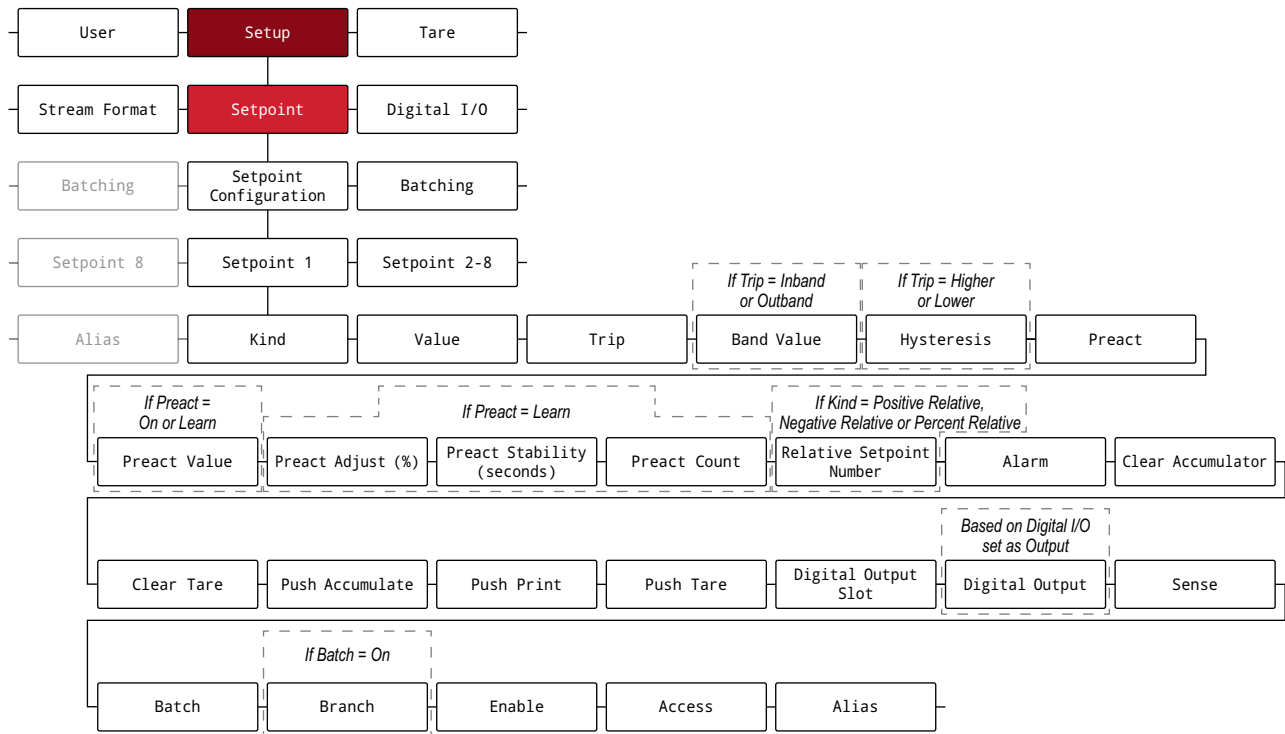 User
Setup
Tare
Stream Format
Setpoint
Digital I/O
Batching
Setpoint
Configuration
Batching
Setpoint 8
Setpoint 1
Setpoint 2-8
If Trip = Inband
or Outband
If Trip = Higher
or Lower
Alias
Kind
Value
Trip
Band Value
Hysteresis
Preact
If Preact =
On or Learn
If Preact = Learn
If Kind = Positive Relative,
Negative Relative or Percent Relative
Preact Value
Preact Adjust (%)
Preact Stability
(seconds)
Preact Count
Relative Setpoint
Number
Alarm
Clear Accumulator
Based on Digital I/O
set as Output
Clear Tare
Push Accumulate
Push Print
Push Tare
Digital Output
Slot
Digital Output
Sense
If Batch = On
Batch
Branch
Enable
Access
Alias